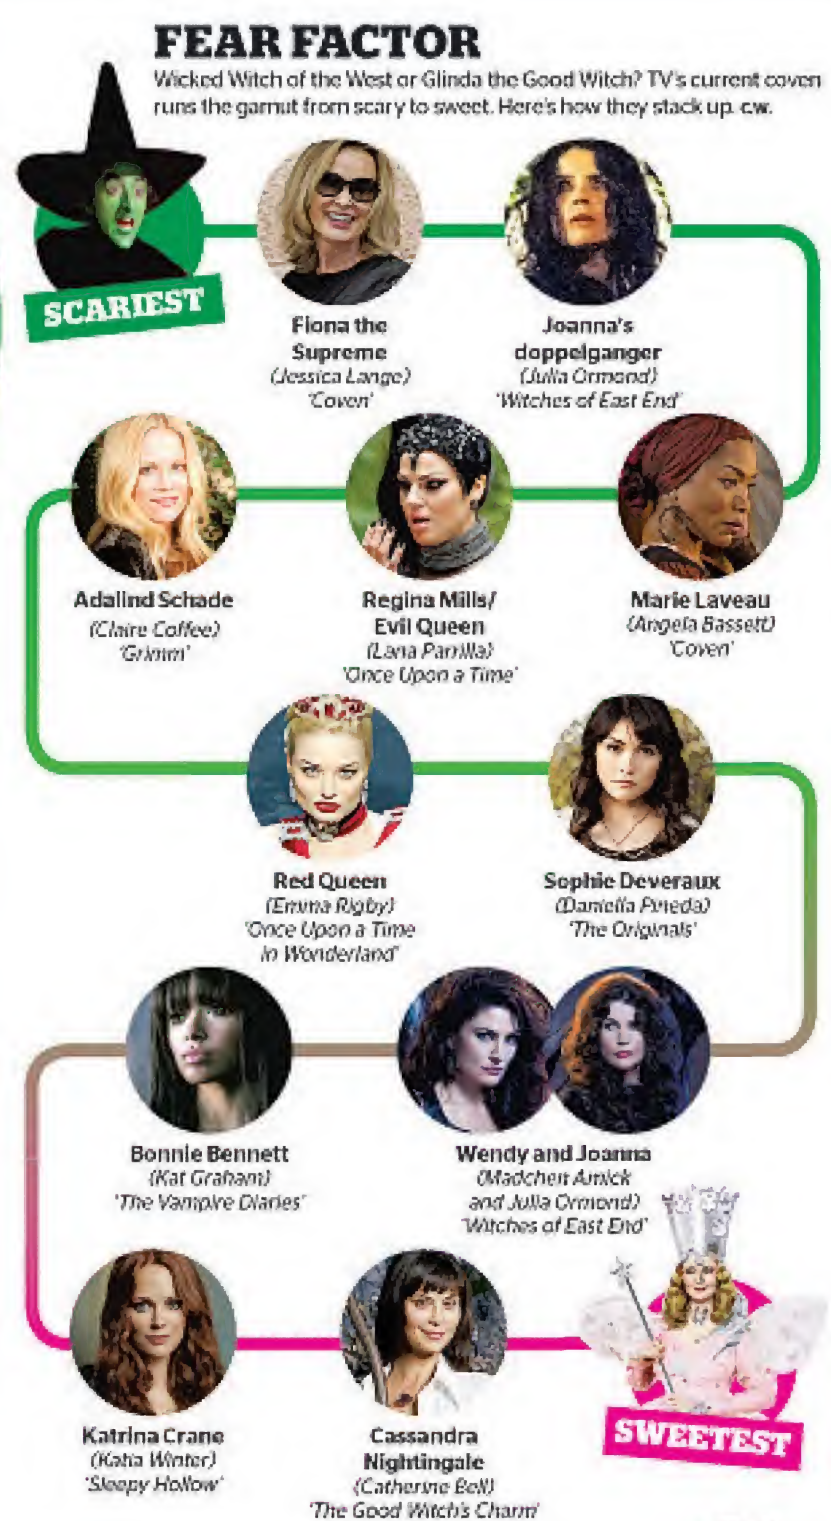 FEAR FACTOR
Wicked Witch of the West or Glinda the Good Witch? TV's current coven
runs the gamut from scary to sweet. Here's how they stack up. C.W.
SCARIEST
Fiona the
Supreme
(Jessica Lange)
'Coven'
Joanna's
doppelganger
(Julia Ormond)
'Witches of East End'
Marie Laveau
(Angela Bassett)
'Coven'
Regina Mills/
Evil Queen
(Lana Parrilla)
'Once Upon a Time'
Adalind Schade
(Claire Coffee)
'Grimm'
Red Queen
(Emma Rigby)
'Once Upon a Time
in Wonderland'
Sophie Deveraux
(Daniella Pineda)
'The Originals'
Wendy and Joanna
(Madchen Amick
and Julia Ormond)
'Witches of East End'
Bonnie Bennett
(Kat Graham)
'The Vampire Diaries'
Katrina Crane
(Katia Winter)
'Sleepy Hollow'
Cassandra
Nightingale
(Catherine Bell)
'The Good Witch's Charm'
SWEETEST